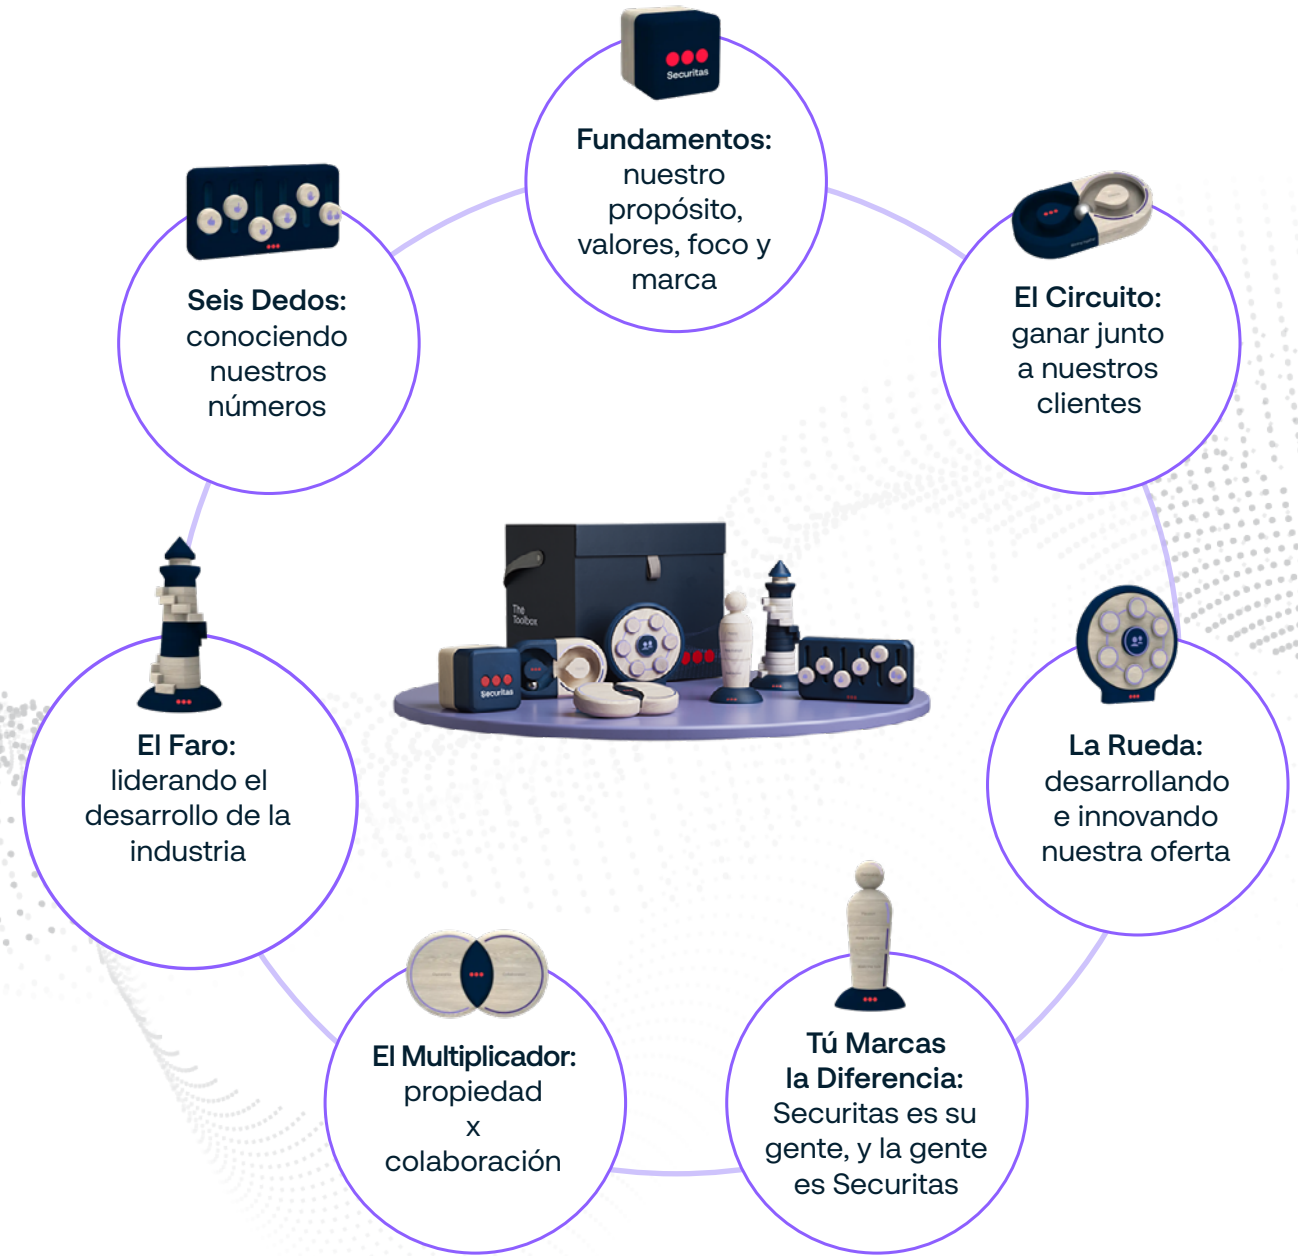 Securitas
Fundamentos:
nuestro
propósito,
valores, foco y
marca
El Circuito:
ganar junto
a nuestros
clientes
La Rueda:
desarrollando
e innovando
nuestra oferta
Tú Marcas
la Diferencia:
Securitas es su
gente, y la gente
es Securitas
El Multiplicador:
propiedad
x
colaboración
El Faro:
liderando el
desarrollo de la
industria
Seis Dedos:
conociendo
nuestros
números
The
Toolbox
Securitas